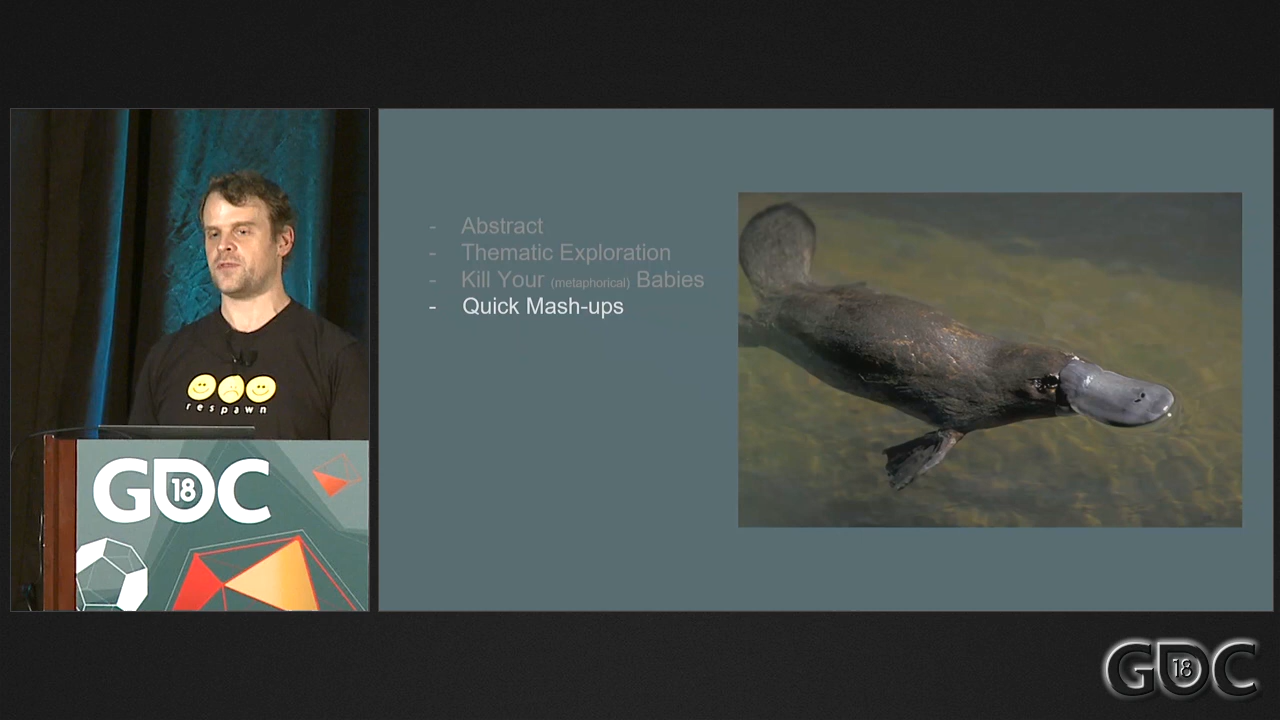 - Abstract
- Thematic Exploration
- Kill Your (metaphorical) Babies
- Quick Mash-ups
respawn
GDC
18
GDC
18